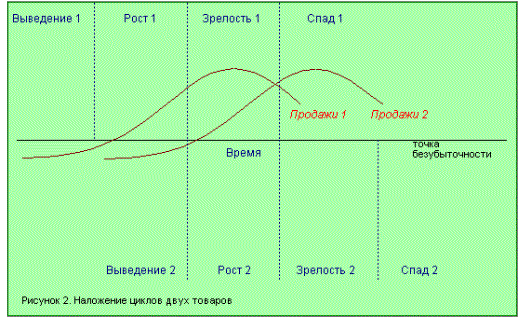 Выведение 1 Рост 1 Зрелость 1 Спад 1
Продажи 1 Продажи 2
Время
точка
безубыточности
Выведение 2 Рост 2 Зрелость 2 Спад 2
Рисунок 2. Наложение циклов двух товаров